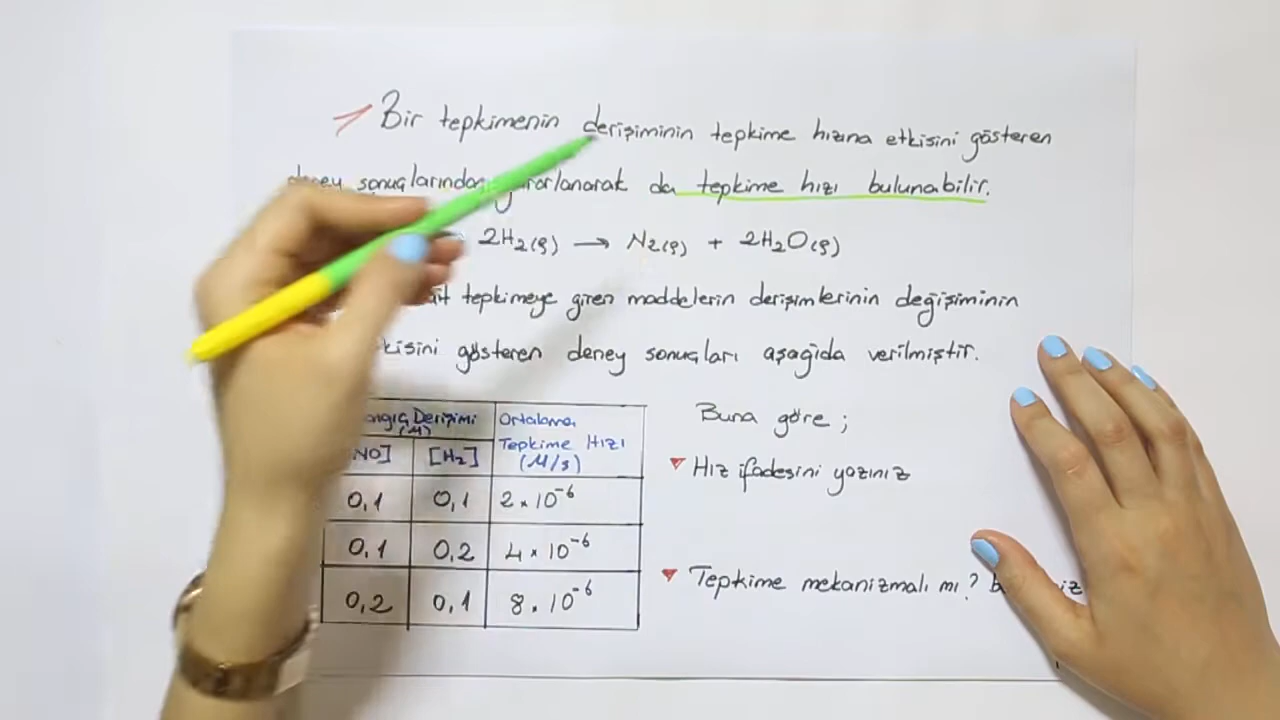 Bir tepkimenin derişiminin tepkime hızına etkisini gösteren
deney sonuçlarından yararlanarak da tepkime hızı bulunabilir.
2H2(g) → N2(g) + 2H2O(g)
tepkimeye giren maddelerin derişimlerinin değişiminin
gösteren deney sonuçları aşağıda verilmiştir.
Derişimi (M)
Ortalama Tepkime Hızı (M/s)
[H2]
0,1 0,1 2×10⁻⁶
0,1 0,2 4×10⁻⁶
0,2 0,1 8.10⁻⁶
Buna göre;
Hız ifadesini yazınız
Tepkime mekanizmalı mı?